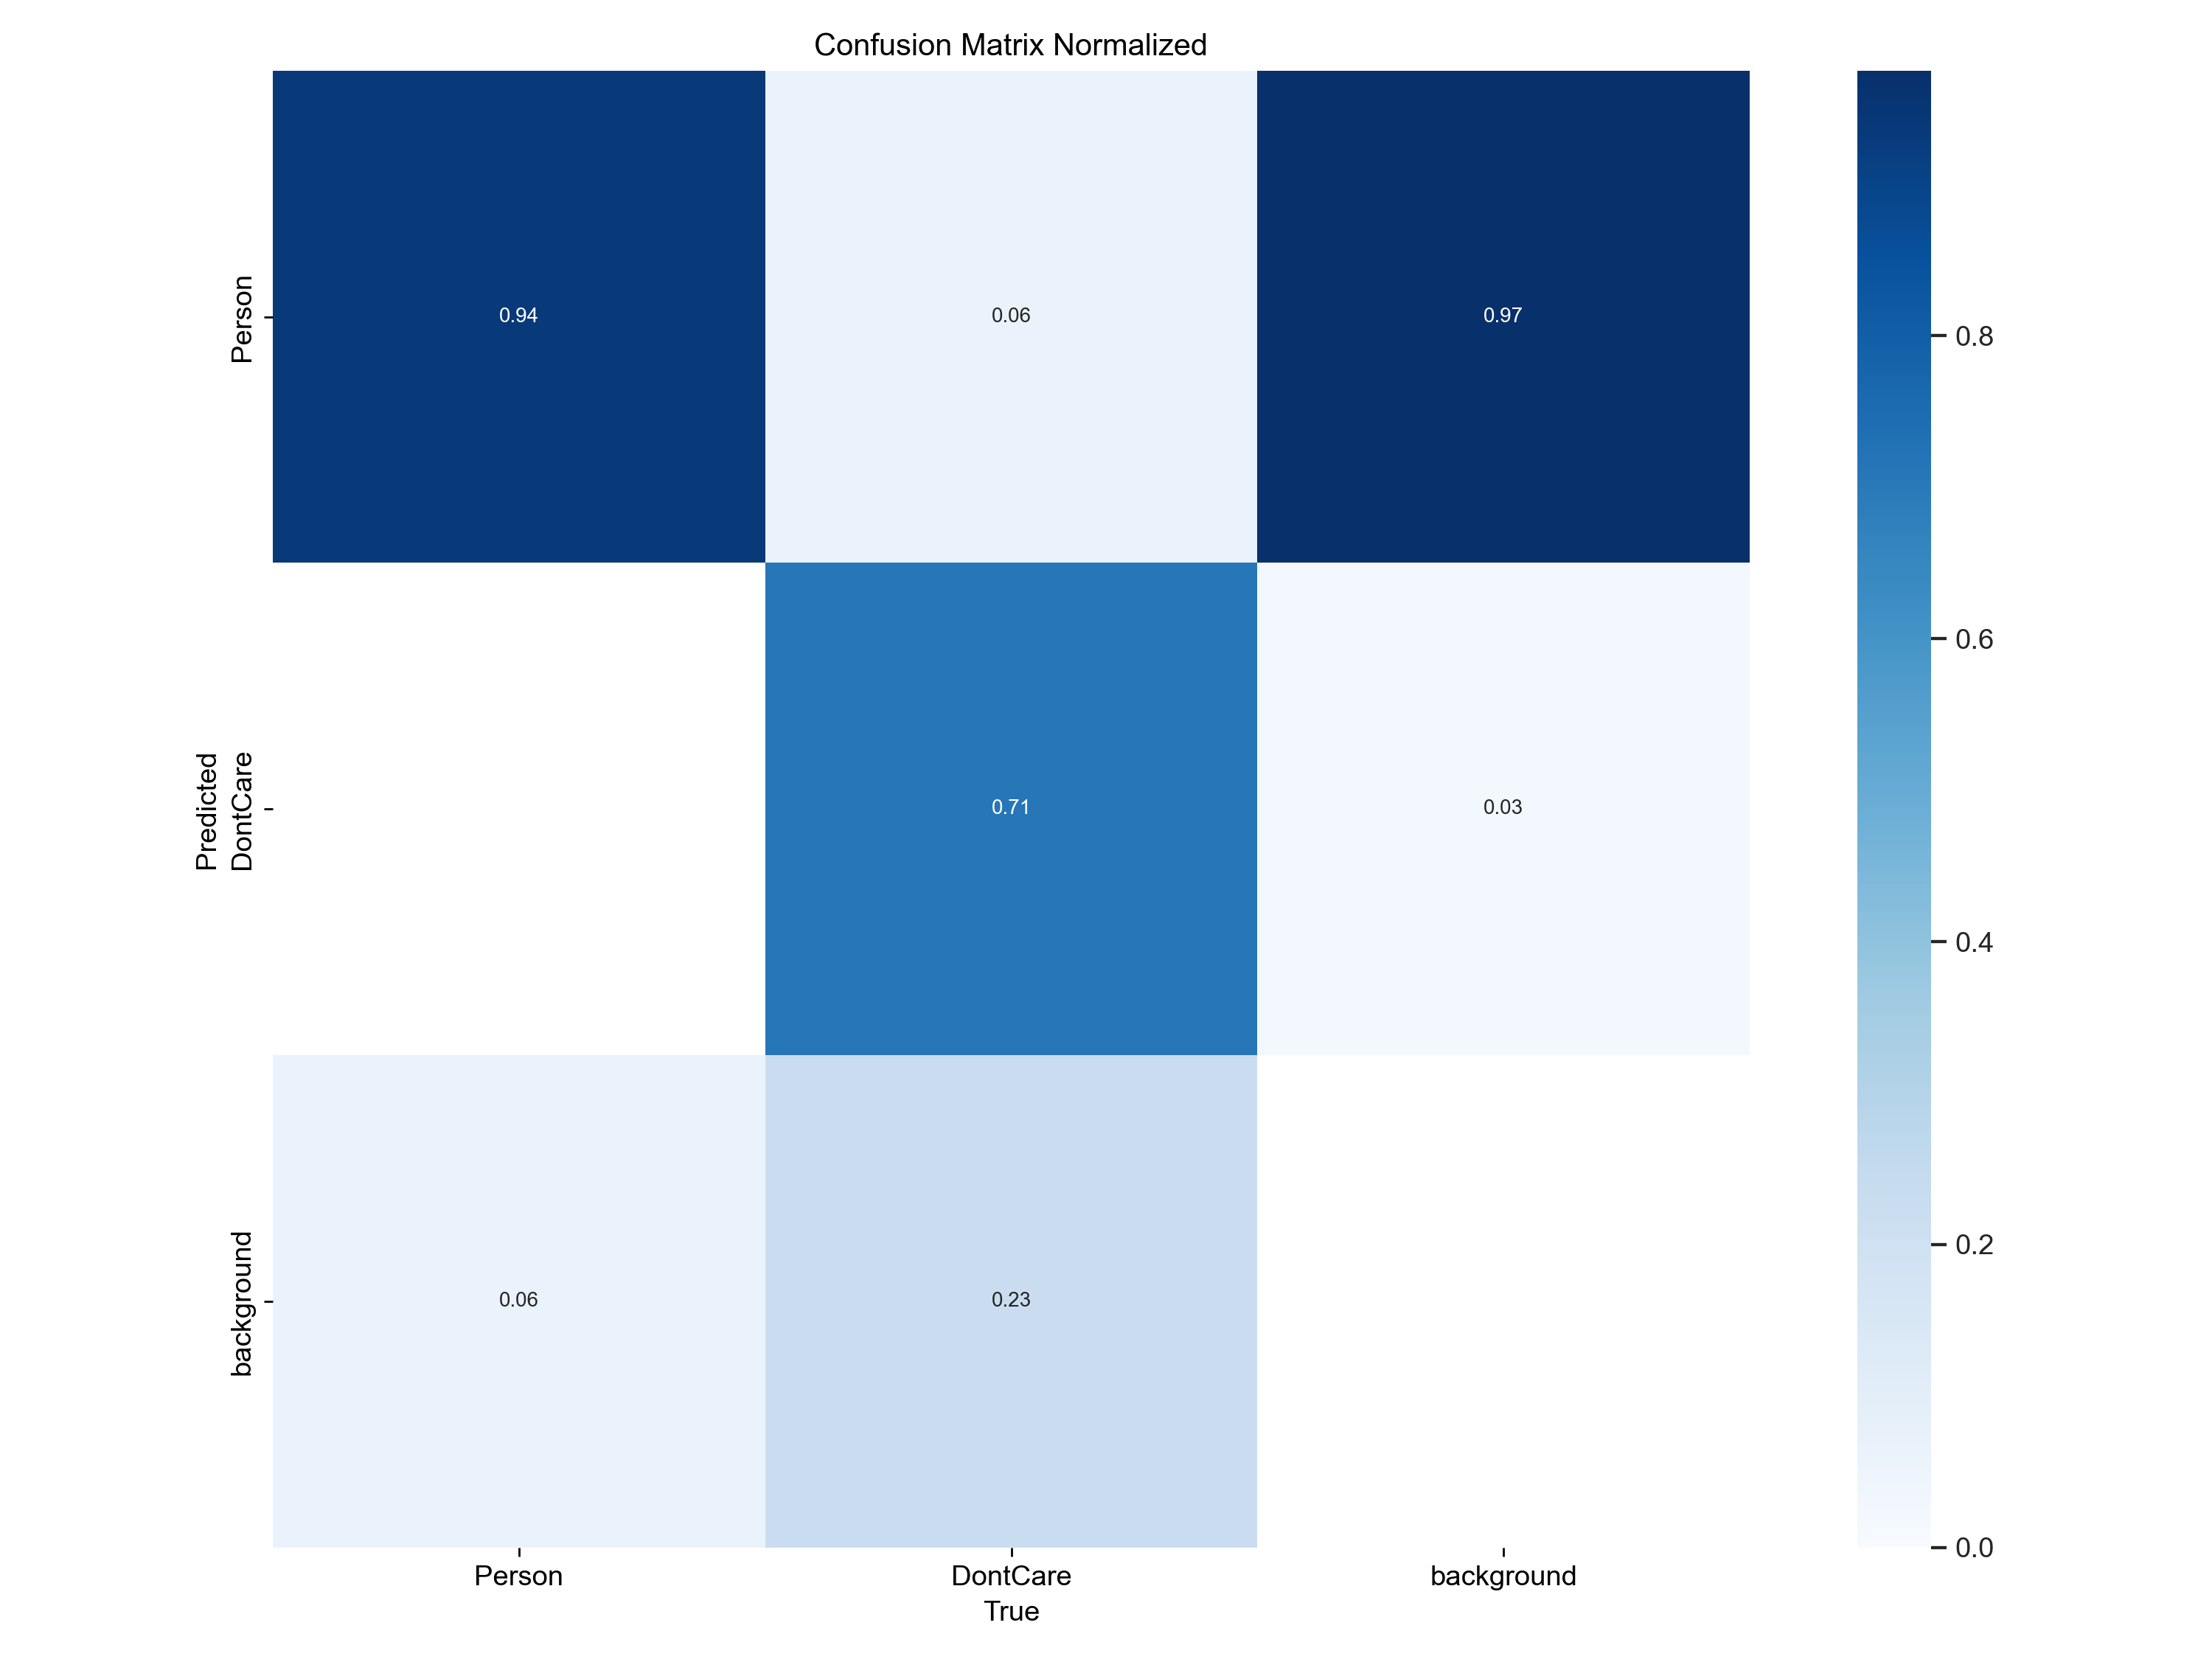 Confusion Matrix Normalized
Person
0.94
0.06
0.97
0.8
0.6
Predicted
DontCare
0.71
0.03
0.4
background
0.06
0.23
0.2
0.0
Person
DontCare
background
True